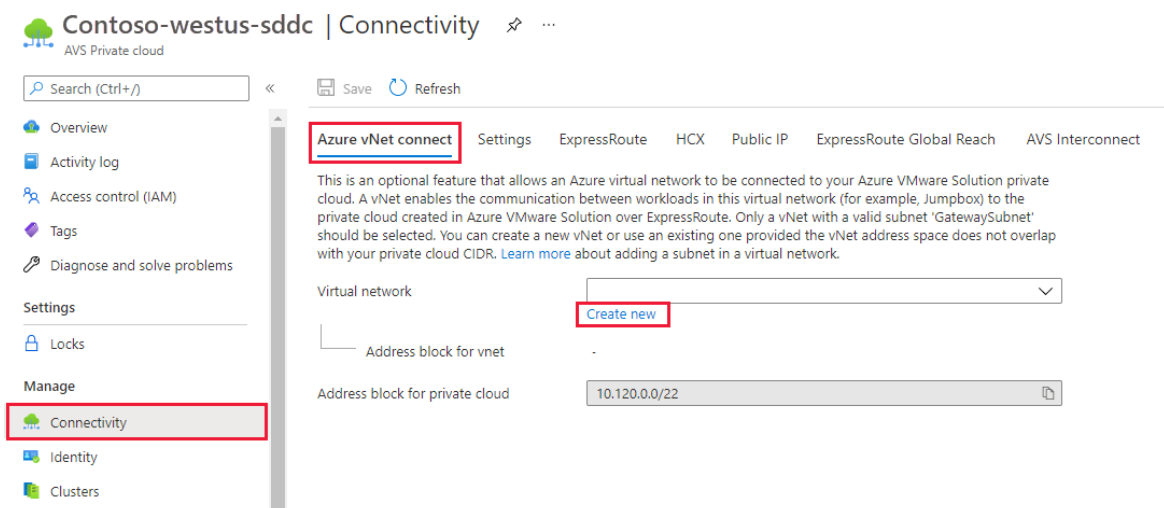 Contoso-westus-sddc | Connectivity
AVS Private cloud
Search (Ctrl+/)
Overview
Activity log
Access control (IAM)
Tags
Diagnose and solve problems
Settings
Locks
Manage
Connectivity
Identity
Clusters
Save Refresh
Azure vNet connect Settings ExpressRoute HCX Public IP ExpressRoute Global Reach AVS Interconnect
This is an optional feature that allows an Azure virtual network to be connected to your Azure VMware Solution private
cloud. A vNet enables the communication between workloads in this virtual network (for example, Jumpbox) to the
private cloud created in Azure VMware Solution over ExpressRoute. Only a vNet with a valid subnet 'GatewaySubnet'
should be selected. You can create a new vNet or use an existing one provided the vNet address space does not overlap
with your private cloud CIDR. Learn more about adding a subnet in a virtual network.
Virtual network
Create new
Address block for vnet -
Address block for private cloud 10.120.0.0/22